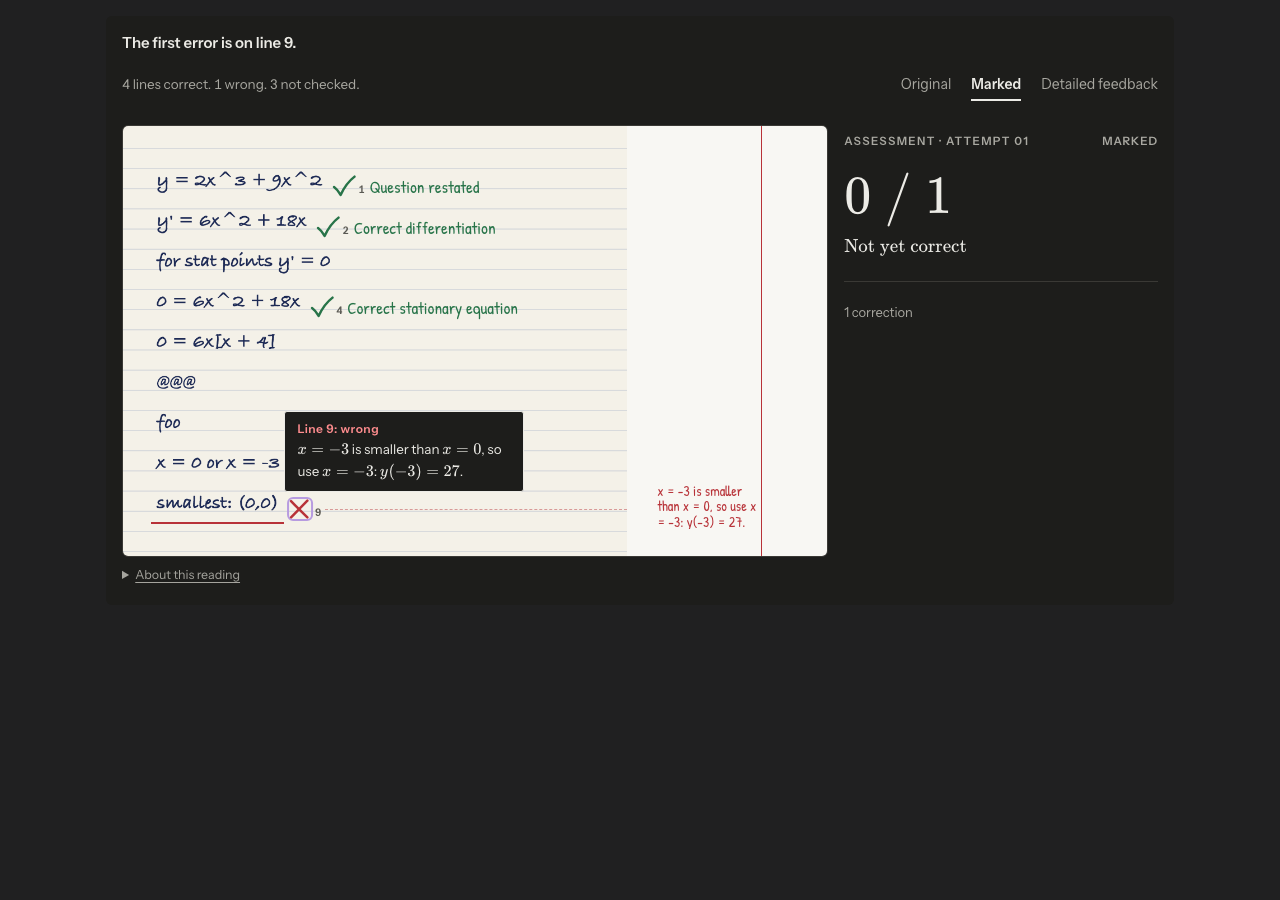 The first error is on line 9.
4 lines correct. 1 wrong. 3 not checked.
Original Marked Detailed feedback
y = 2x^3 + 9x^2 1 Question restated
y' = 6x^2 + 18x 2 Correct differentiation
for stat points y' = 0
0 = 6x^2 + 18x 4 Correct stationary equation
0 = 6x[x + 4]
@@@
foo
x = 0 or x = -3
smallest: (0,0) 9
Line 9: wrong
x = −3 is smaller than x = 0, so
use x = −3: y(−3) = 27.
x = -3 is smaller
than x = 0, so use x
= -3: y(-3) = 27.
ASSESSMENT · ATTEMPT 01 MARKED
0 / 1
Not yet correct
1 correction
About this reading